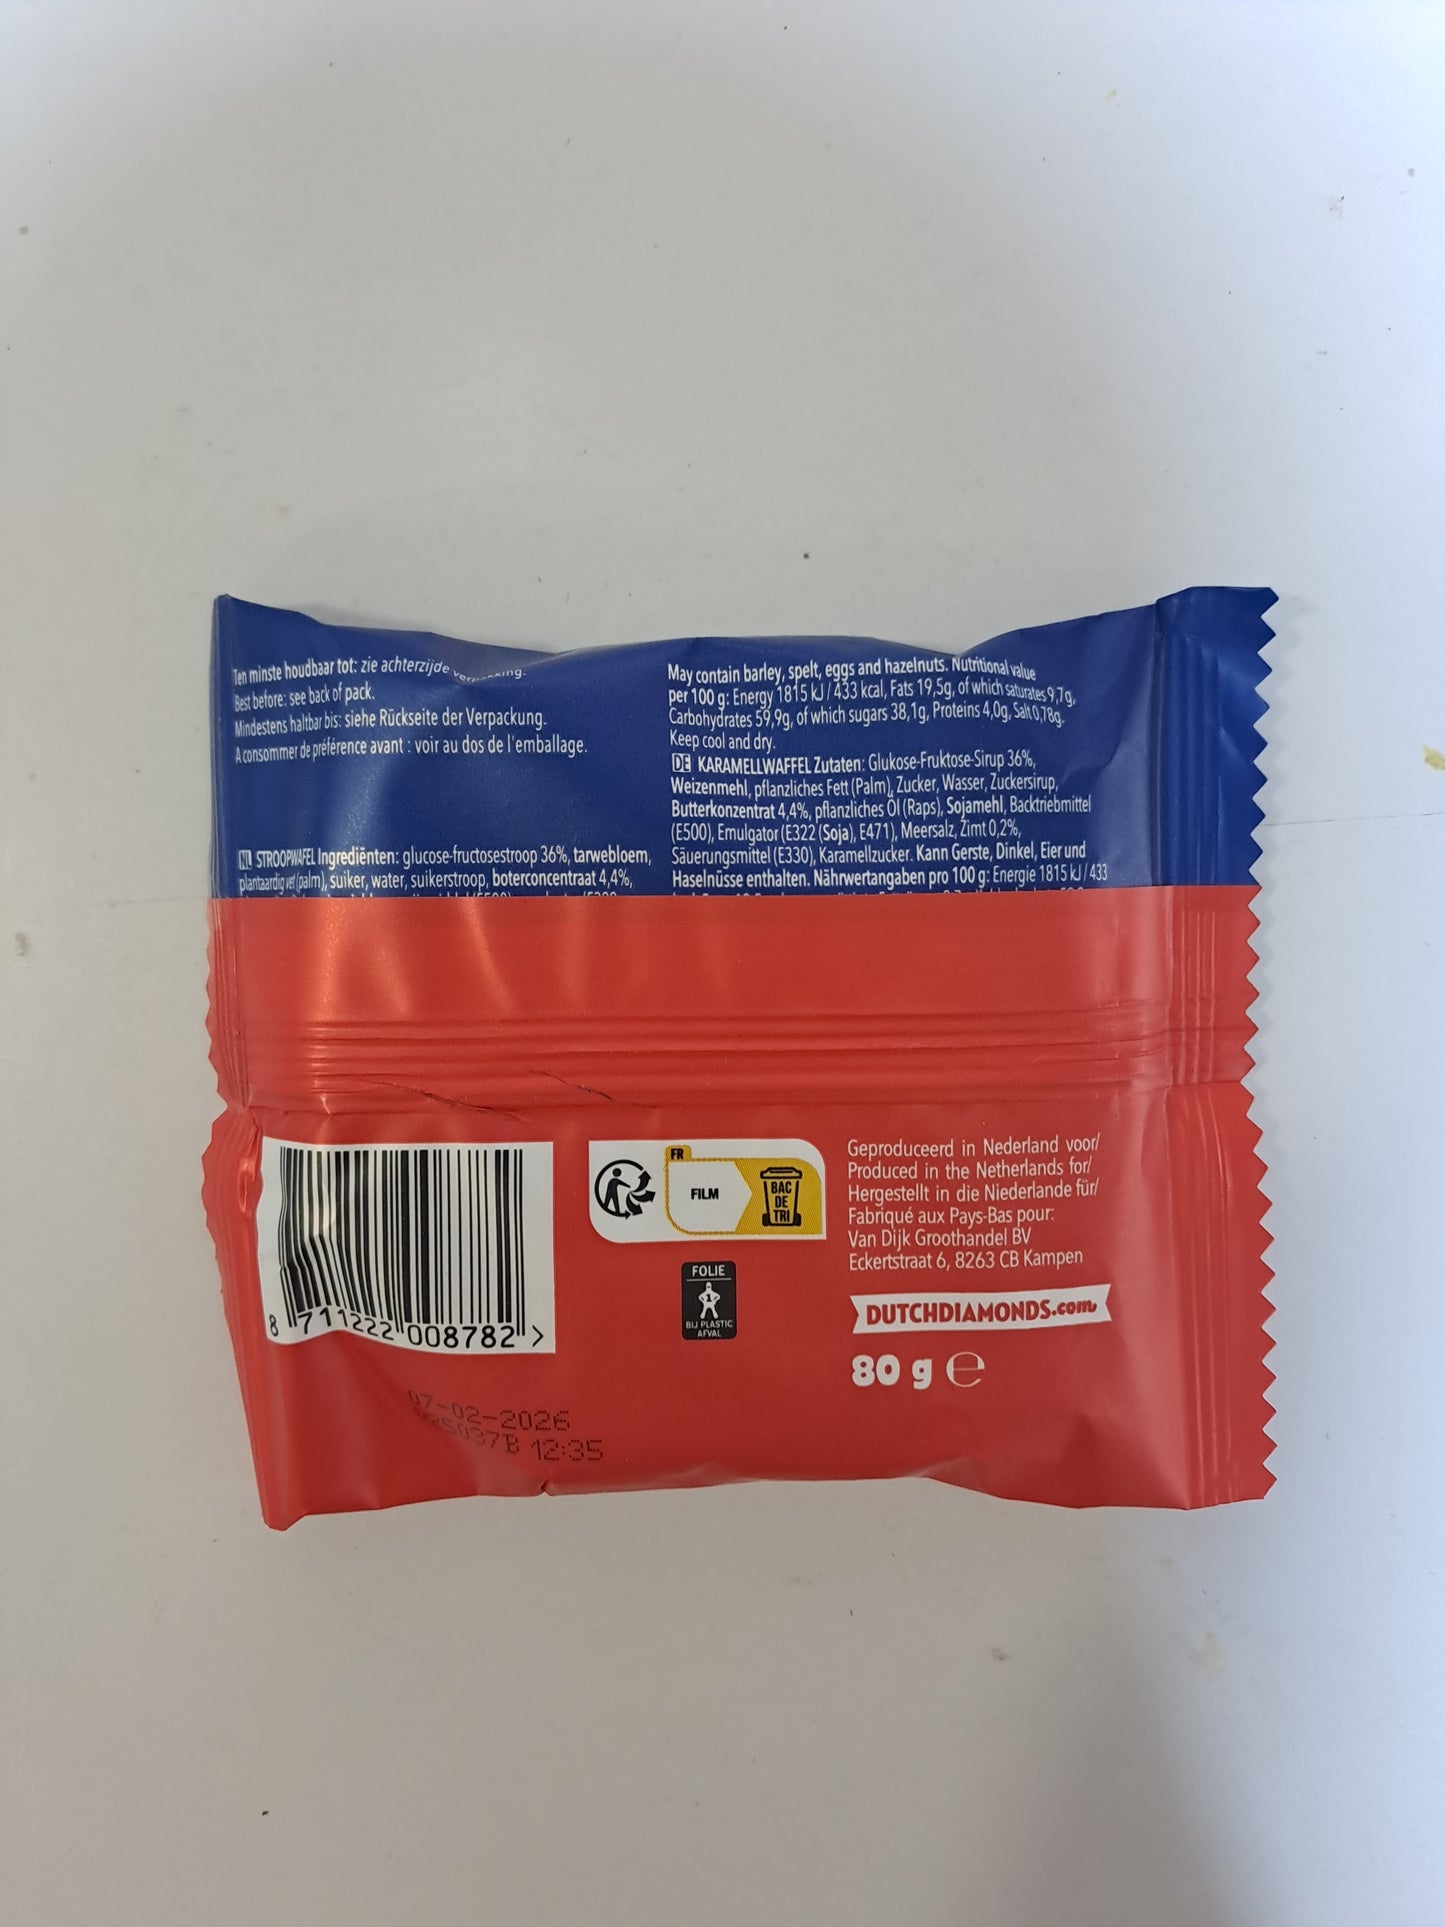 Ten minste houdbaar tot: zie achterzijde verpakking.
Best before: see back of pack.
Mindestens haltbar bis: siehe Rückseite der Verpackung.
A consommer de préférence avant : voir au dos de l'emballage.
NL STROOPWAFEL Ingrediënten: glucose-fructosestroop 36%, tarwebloem,
plantaardig vet (palm), suiker, water, suikerstroop, boterconcentraat 4,4%,
May contain barley, spelt, eggs and hazelnuts. Nutritional value
per 100 g: Energy 1815 kJ / 433 kcal, Fats 19,5g, of which saturates 9,7g,
Carbohydrates 59,9g, of which sugars 38,1g, Proteins 4,0g, Salt 0,78g.
Keep cool and dry.
DE KARAMELLWAFFEL Zutaten: Glukose-Fruktose-Sirup 36%,
Weizenmehl, pflanzliches Fett (Palm), Zucker, Wasser, Zuckersirup,
Butterkonzentrat 4,4%, pflanzliches Öl (Raps), Sojamehl, Backtriebmittel
(E500), Emulgator (E322 (Soja), E471), Meersalz, Zimt 0,2%,
Säuerungsmittel (E330), Karamellzucker. Kann Gerste, Dinkel, Eier und
Haselnüsse enthalten. Nährwertangaben pro 100 g: Energie 1815 kJ / 433
8 711222 008782 >
FR
FILM
BAC
DE
TRI
FOLIE
1
BIJ PLASTIC
AFVAL
Geproduceerd in Nederland voor/
Produced in the Netherlands for/
Hergestellt in die Niederlande für/
Fabriqué aux Pays-Bas pour:
Van Dijk Groothandel BV
Eckertstraat 6, 8263 CB Kampen
DUTCHDIAMONDS.com
80 g ℮
07-02-2026
12:35